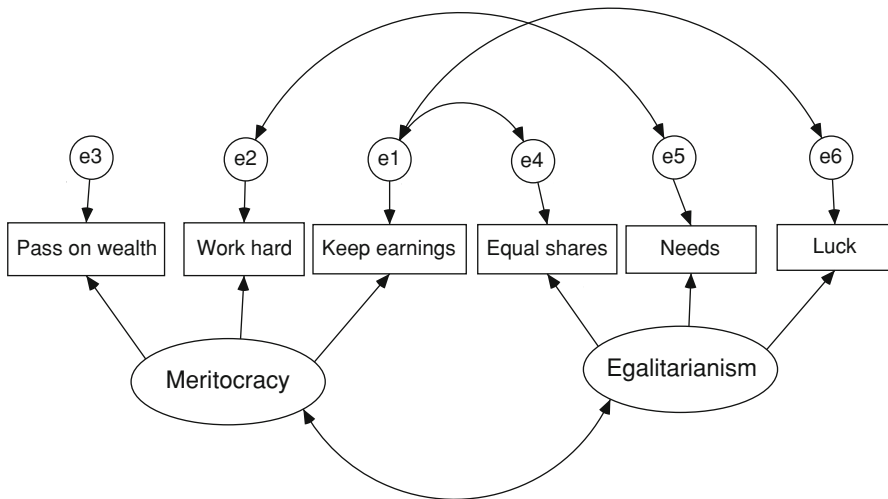 e3
e2
e1
e4
e5
e6
Pass on wealth
Work hard
Keep earnings
Equal shares
Needs
Luck
Meritocracy
Egalitarianism